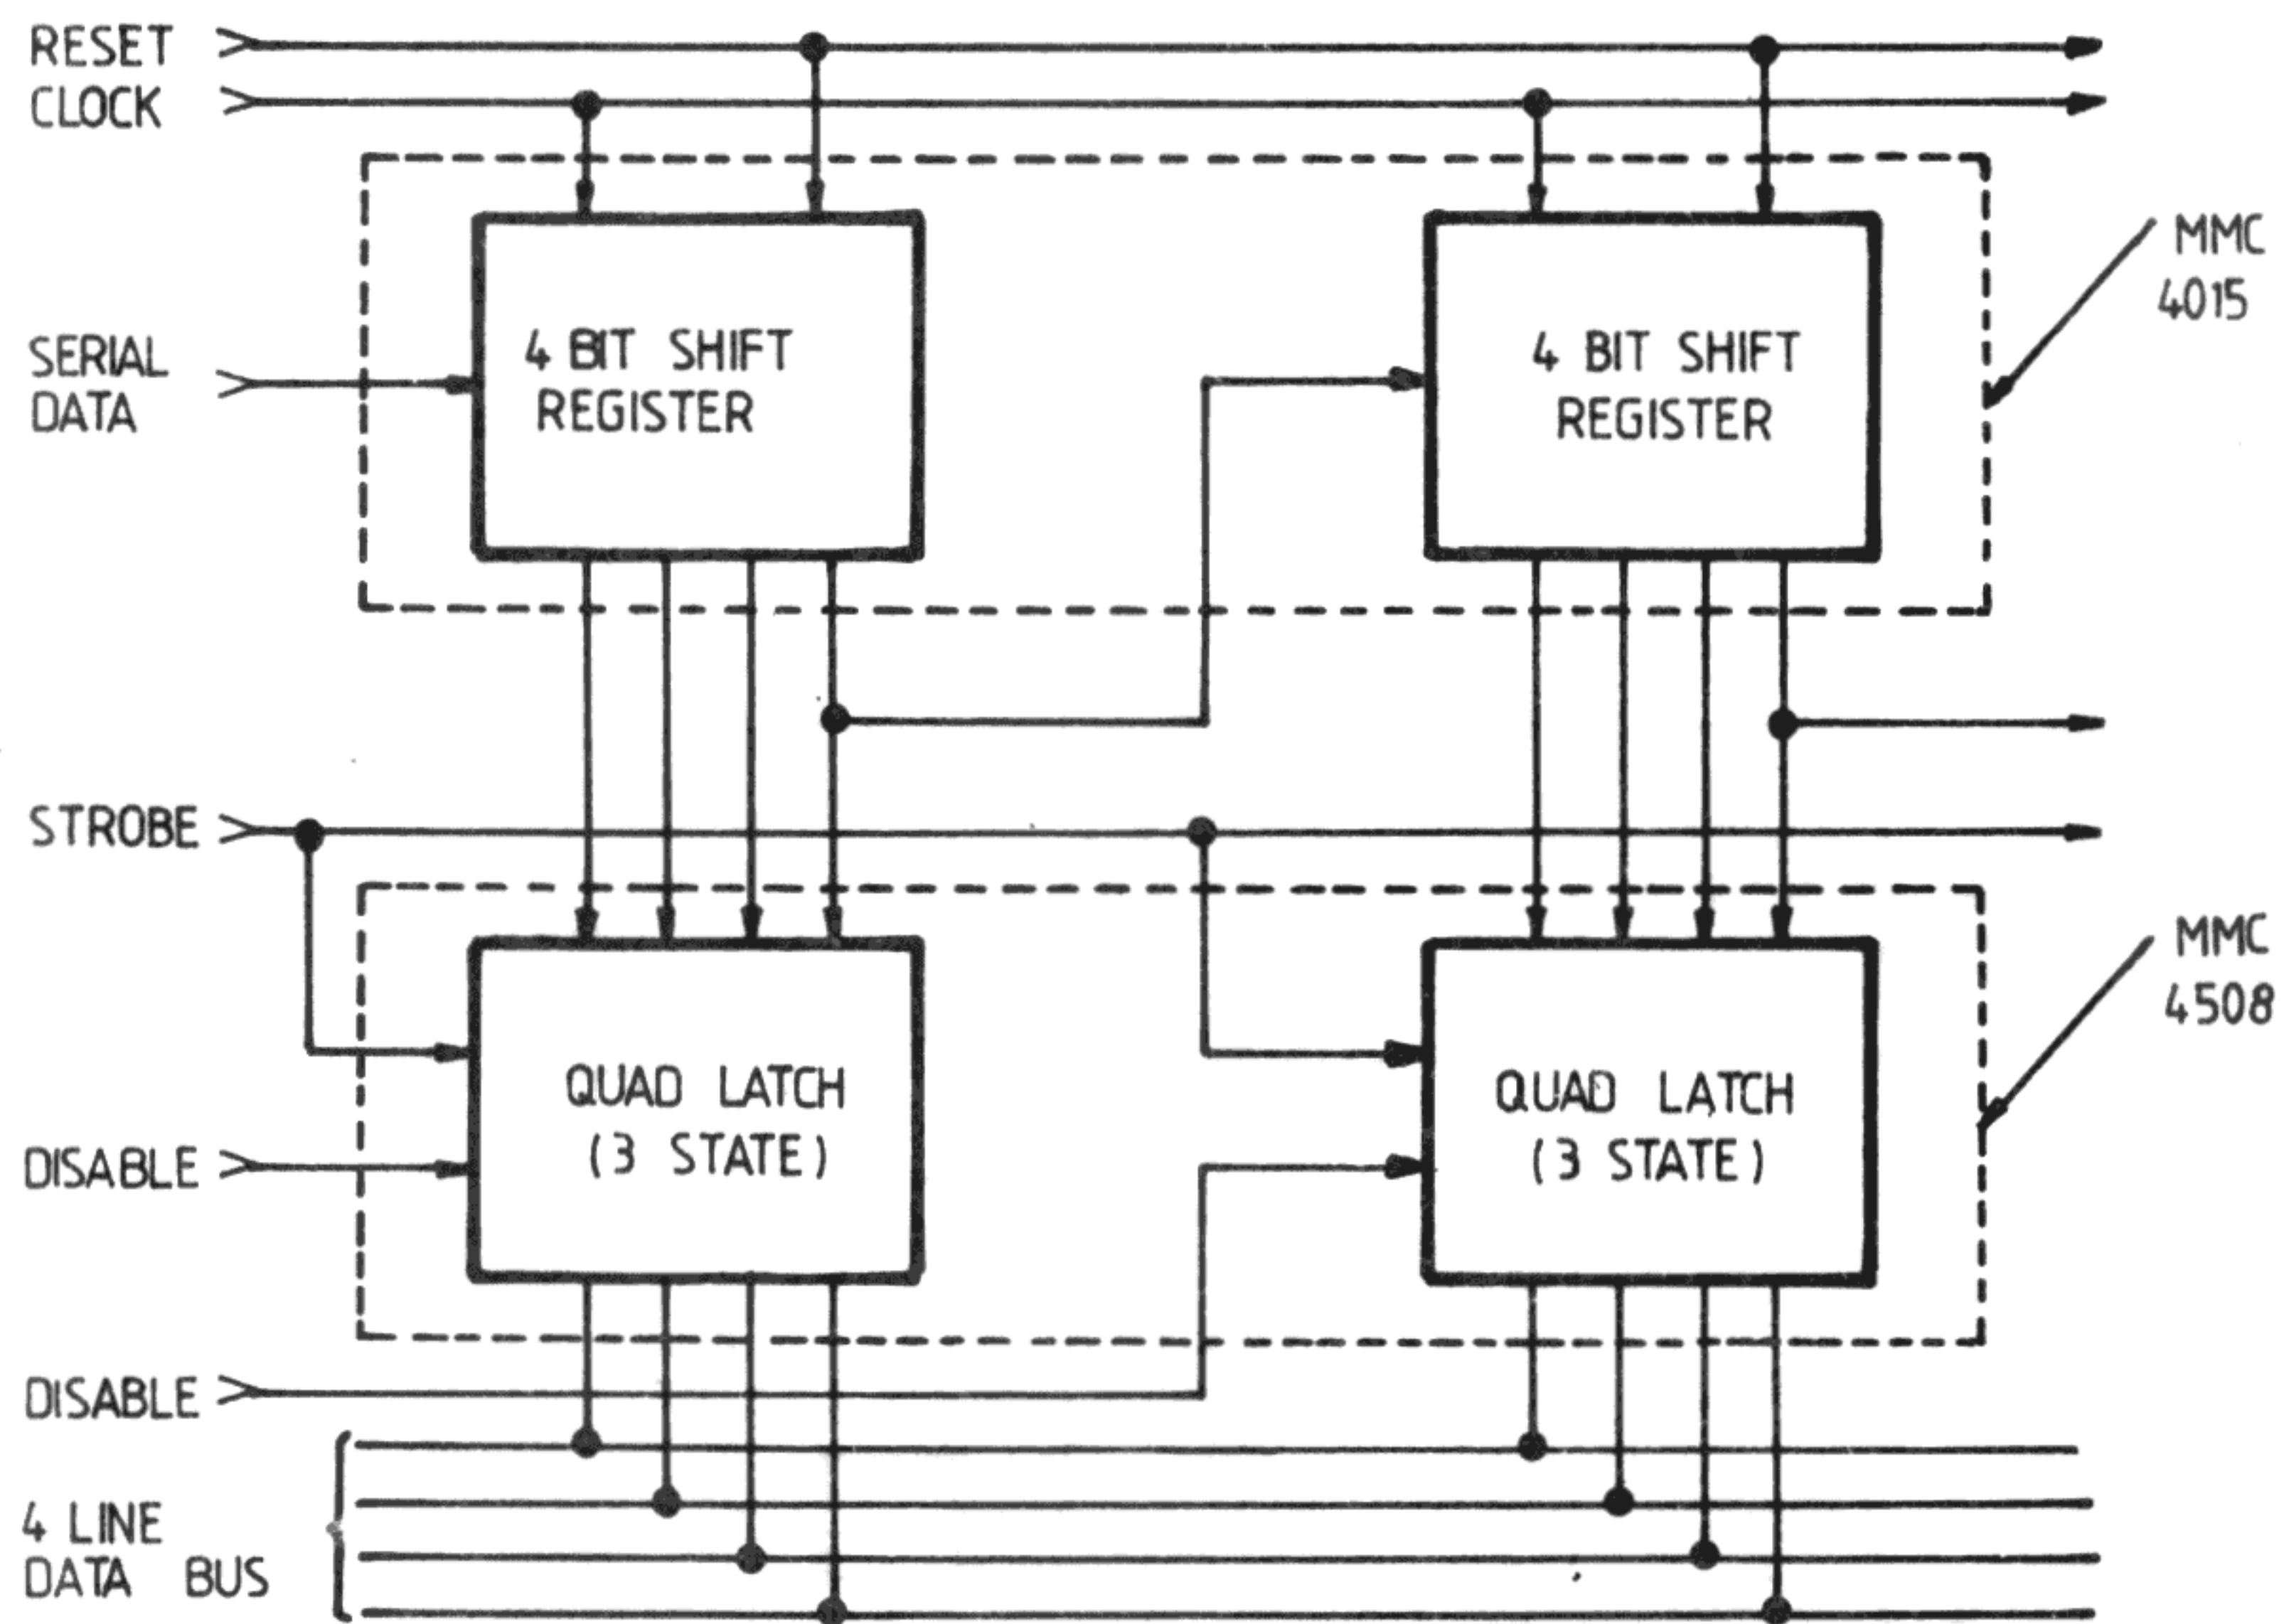 RESET
CLOCK
SERIAL
DATA
4 BIT SHIFT
REGISTER
4 BIT SHIFT
REGISTER
MMC
4015
STROBE
DISABLE
QUAD LATCH
(3 STATE)
QUAD LATCH
(3 STATE)
MMC
4508
DISABLE
4 LINE
DATA BUS